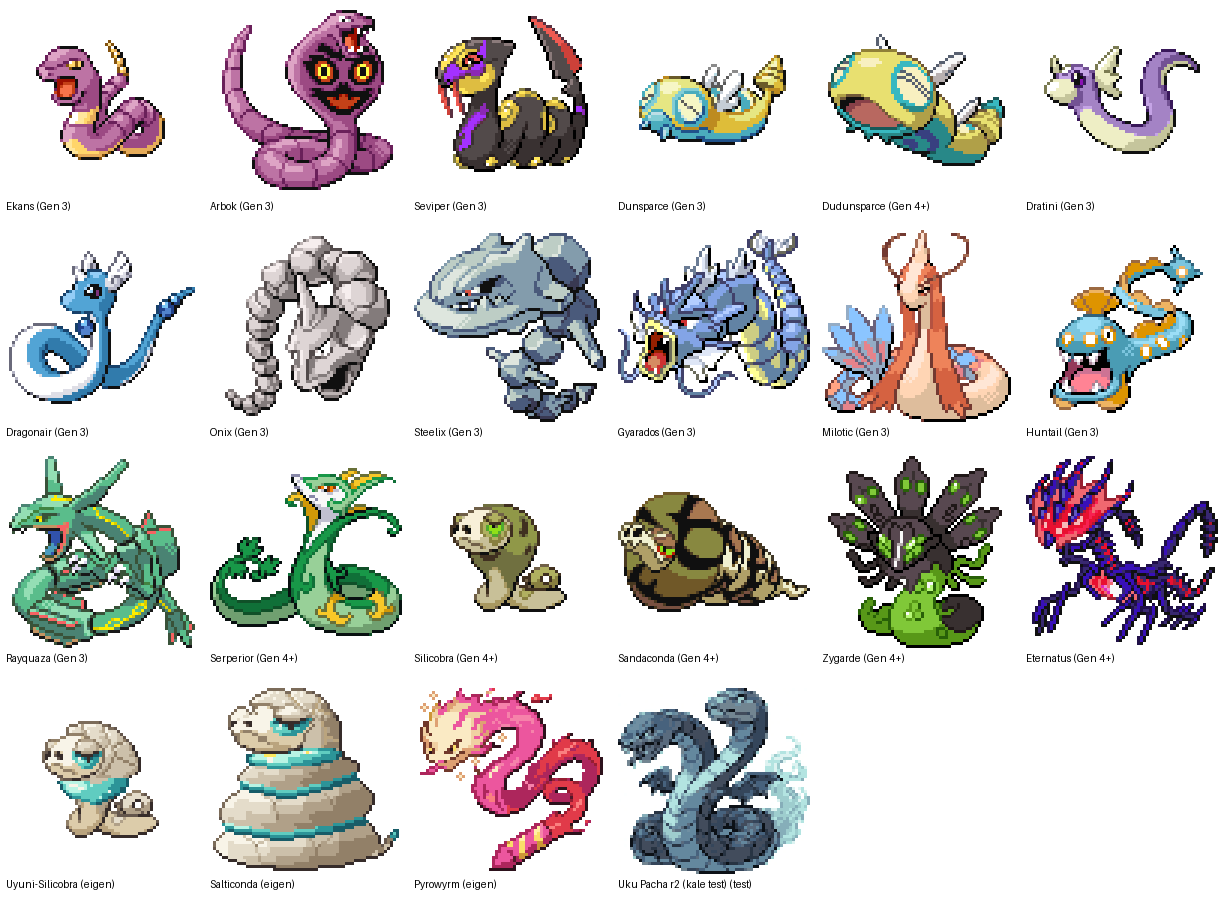 Ekans (Gen 3) Arbok (Gen 3) Seviper (Gen 3) Dunsparce (Gen 3) Dudunsparce (Gen 4+) Dratini (Gen 3)
Dragonair (Gen 3) Onix (Gen 3) Steelix (Gen 3) Gyarados (Gen 3) Milotic (Gen 3) Huntail (Gen 3)
Rayquaza (Gen 3) Serperior (Gen 4+) Silicobra (Gen 4+) Sandaconda (Gen 4+) Zygarde (Gen 4+) Eternatus (Gen 4+)
Uyuni-Silicobra (eigen) Salticonda (eigen) Pyrowyrm (eigen) Uku Pacha r2 (kale test) (test)